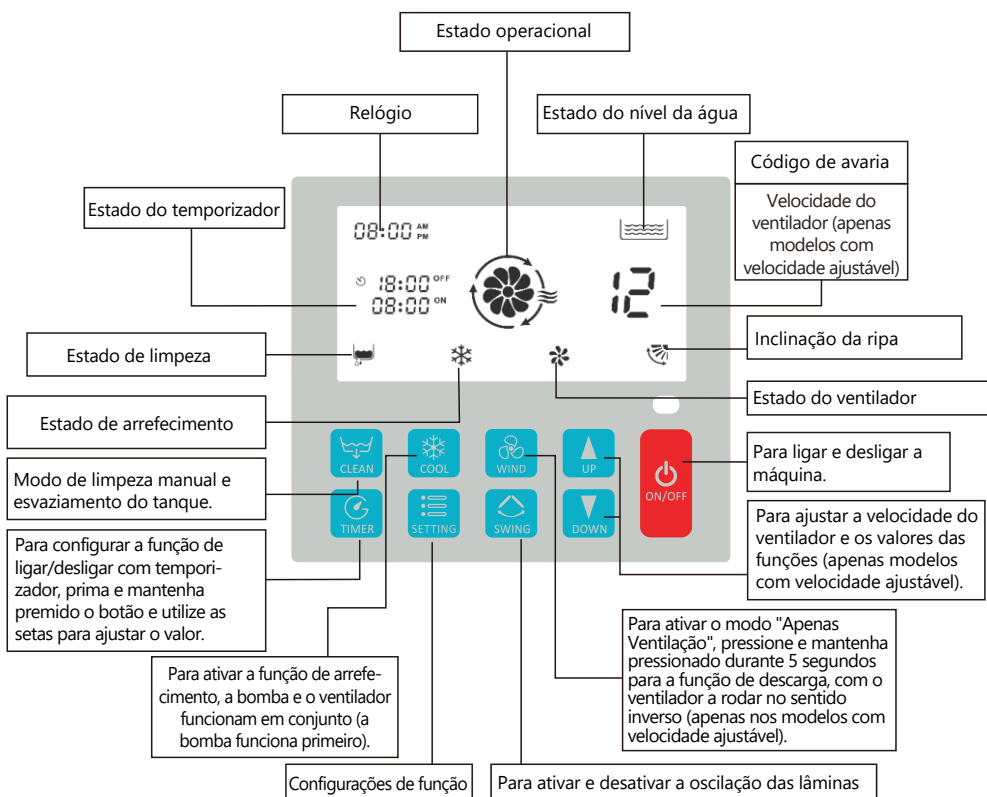 Estado operacional
Relógio
Estado do nível da água
Código de avaria
Velocidade do
ventilador (apenas
modelos com
velocidade ajustável)
Estado do temporizador
08:00 AM
PM
18:00 OFF
08:00 ON
12
Estado de limpeza
Inclinação da ripa
Estado de arrefecimento
Estado do ventilador
CLEAN
COOL
WIND
UP
ON/OFF
TIMER
SETTING
SWING
DOWN
Modo de limpeza manual e
esvaziamento do tanque.
Para ligar e desligar a
máquina.
Para configurar a função de
ligar/desligar com tempori-
zador, prima e mantenha
premido o botão e utilize as
setas para ajustar o valor.
Para ajustar a velocidade do
ventilador e os valores das
funções (apenas modelos
com velocidade ajustável).
Para ativar a função de arrefe-
cimento, a bomba e o ventilador
funcionam em conjunto (a
bomba funciona primeiro).
Para ativar o modo "Apenas
Ventilação", pressione e mantenha
pressionado durante 5 segundos
para a função de descarga, com o
ventilador a rodar no sentido
inverso (apenas nos modelos com
velocidade ajustável).
Configurações de função
Para ativar e desativar a oscilação das lâminas